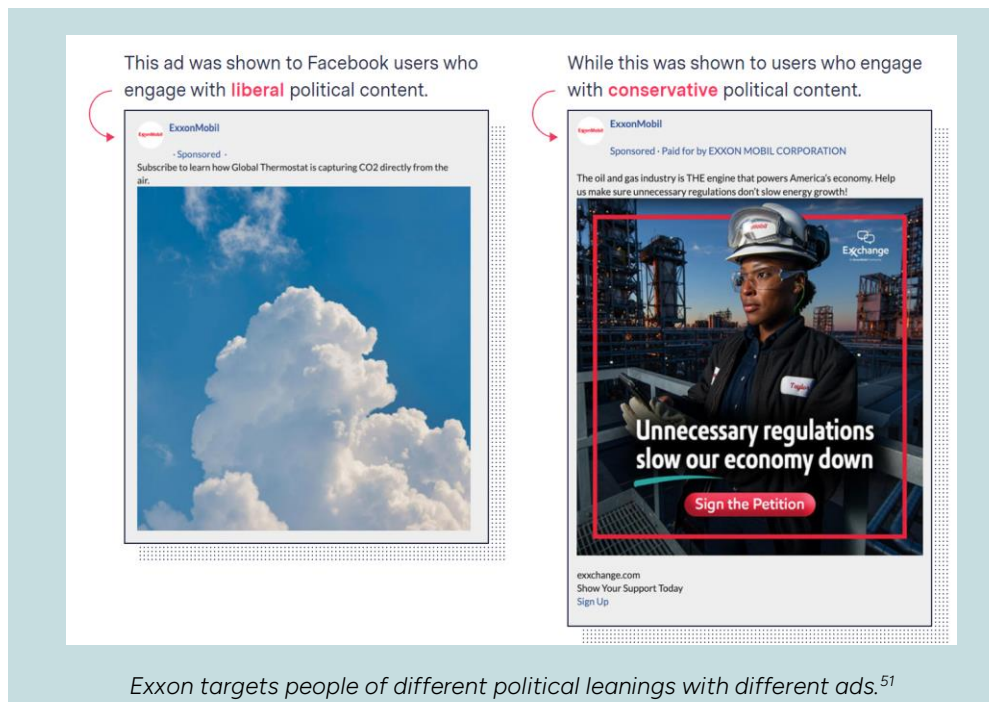 This ad was shown to Facebook users who
engage with liberal political content.
ExxonMobil
ExxonMobil
· Sponsored ·
Subscribe to learn how Global Thermostat is capturing CO2 directly from the
air.
While this was shown to users who engage
with conservative political content.
ExxonMobil
ExxonMobil
Sponsored · Paid for by EXXON MOBIL CORPORATION
The oil and gas industry is THE engine that powers America's economy. Help
us make sure unnecessary regulations don't slow energy growth!
Exxchange
Taylor
Unnecessary regulations
slow our economy down
Sign the Petition
exxchange.com
Show Your Support Today
Sign Up
Exxon targets people of different political leanings with different ads.51